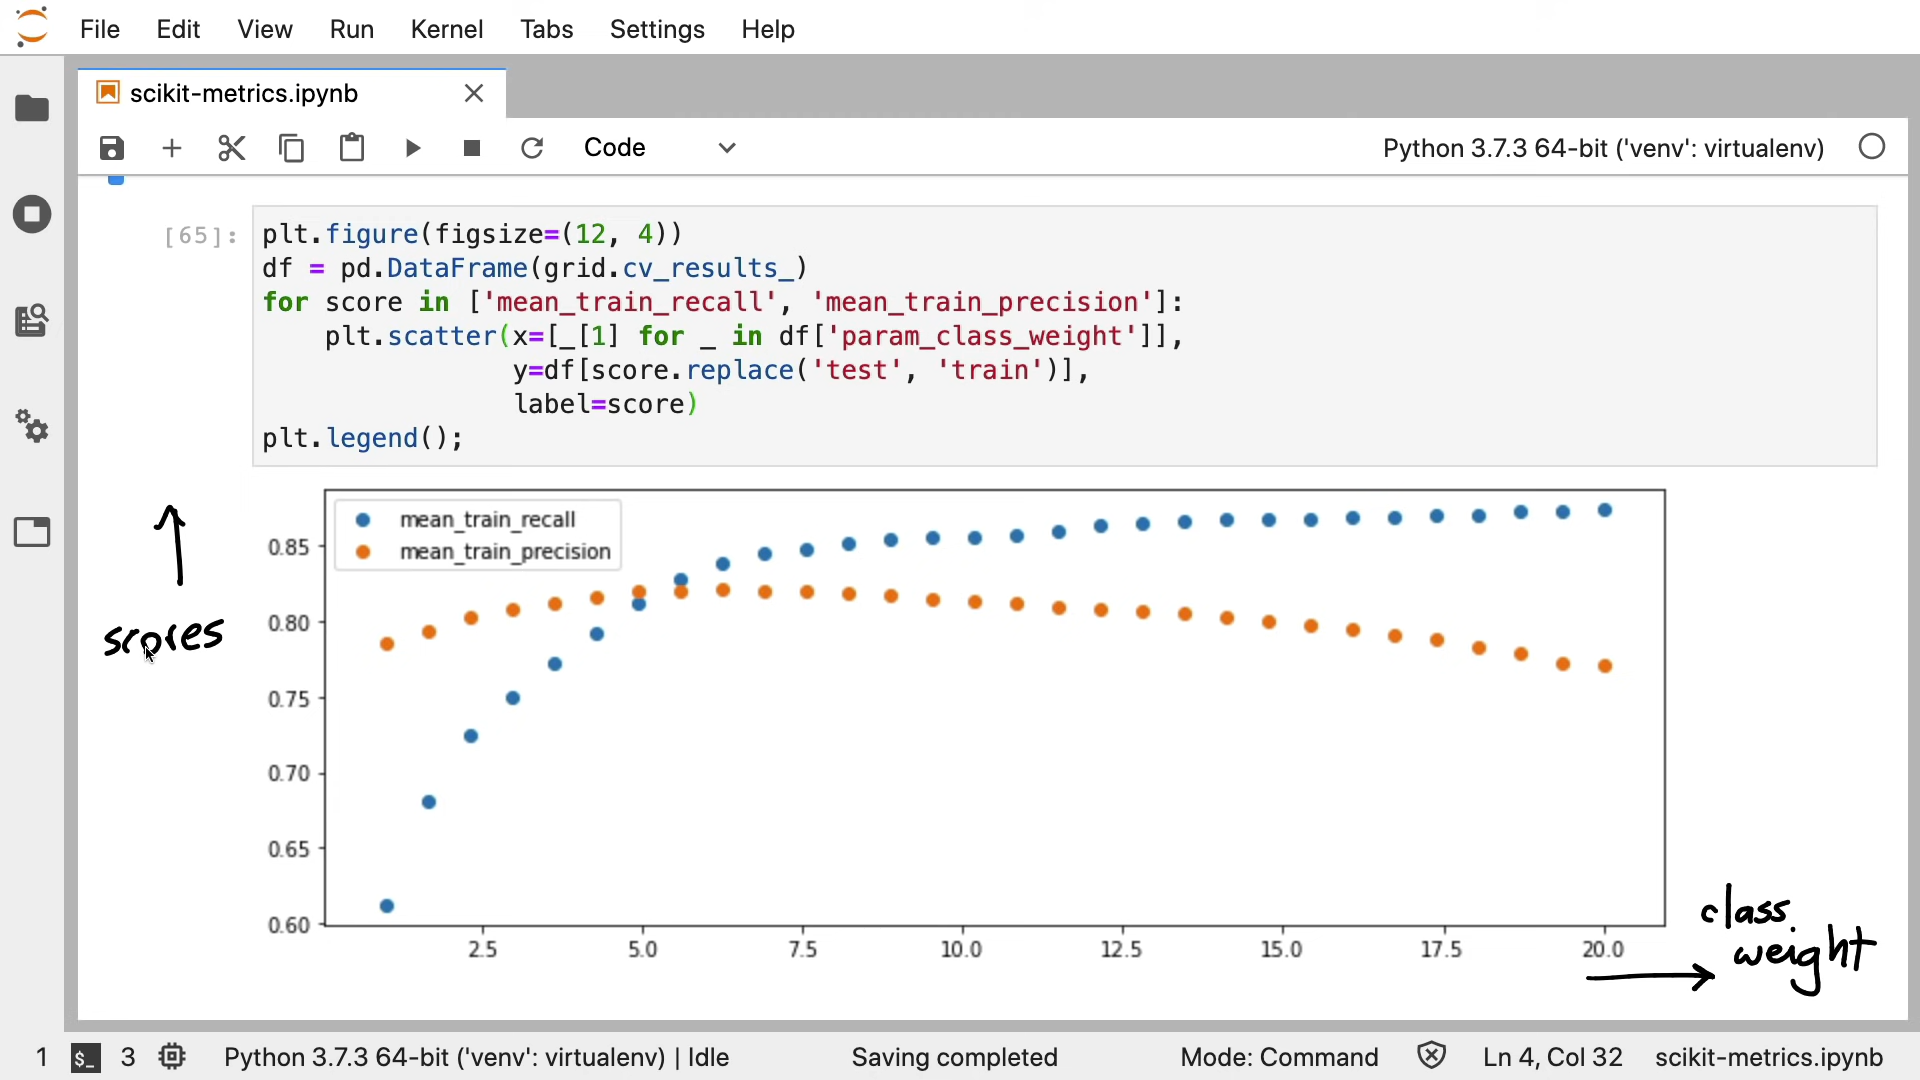 File Edit View Run Kernel Tabs Settings Help
scikit-metrics.ipynb
Code
Python 3.7.3 64-bit ('venv': virtualenv)
[65]:
plt.figure(figsize=(12, 4))
df = pd.DataFrame(grid.cv_results_)
for score in ['mean_train_recall', 'mean_train_precision']:
    plt.scatter(x=[_[1] for _ in df['param_class_weight']],
                y=df[score.replace('test', 'train')],
                label=score)
plt.legend();
mean_train_recall
mean_train_precision
0.85
0.80
0.75
0.70
0.65
0.60
2.5 5.0 7.5 10.0 12.5 15.0 17.5 20.0
scores
class
weight
1 $_ 3 Python 3.7.3 64-bit ('venv': virtualenv) | Idle Saving completed Mode: Command Ln 4, Col 32 scikit-metrics.ipynb